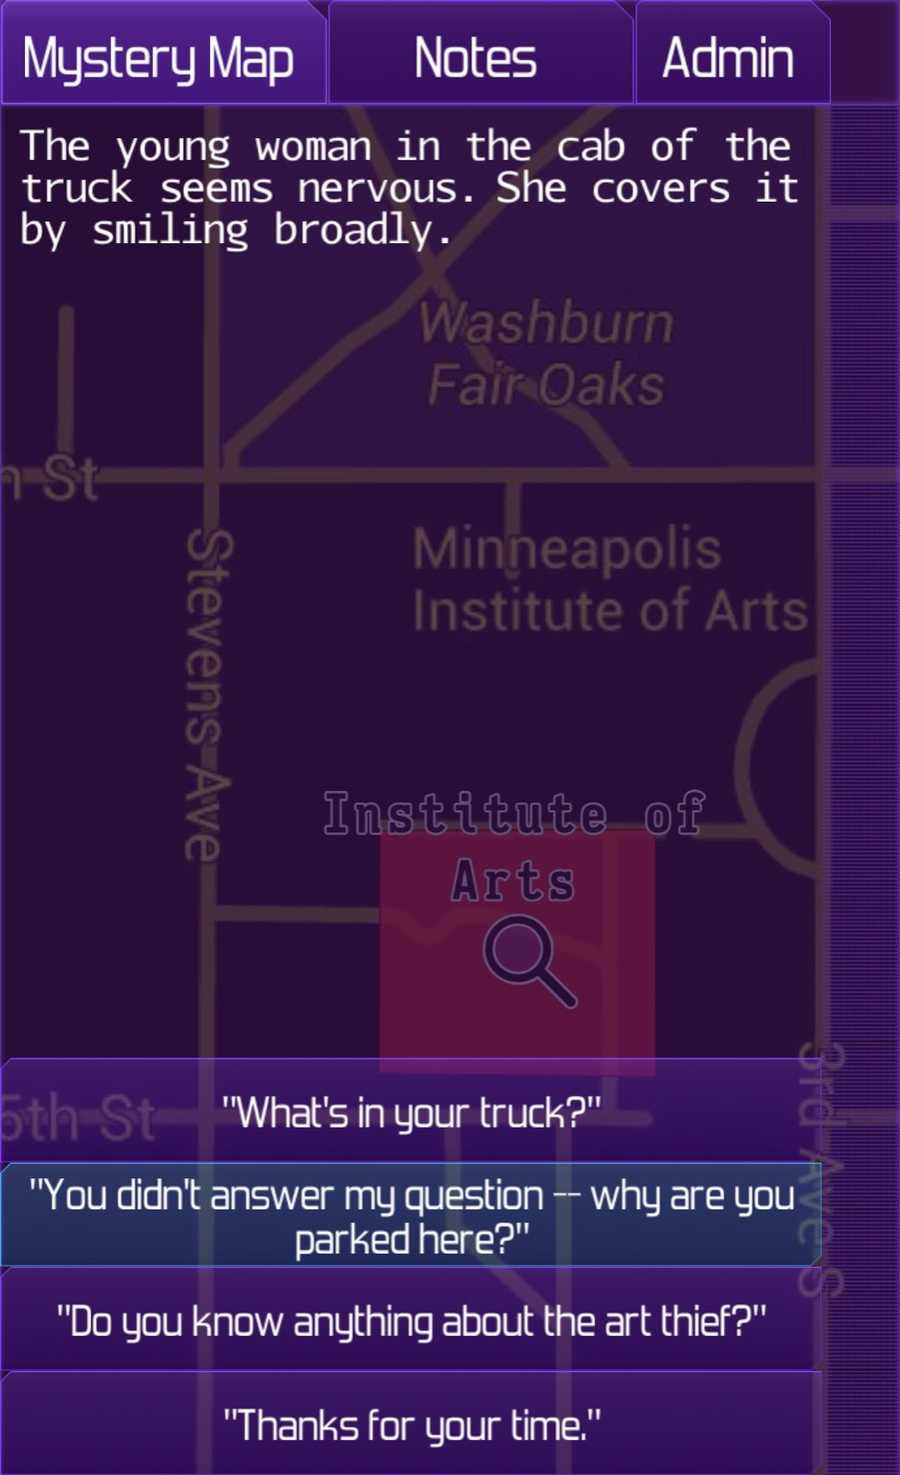 Mystery Map
Notes
Admin
The young woman in the cab of the
truck seems nervous. She covers it
by smiling broadly.
Washburn
Fair Oaks
h St
Stevens Ave
Minneapolis
Institute of Arts
Institute of
Arts
3rd Ave S
5th St
"What's in your truck?"
"You didn't answer my question -- why are you
parked here?"
"Do you know anything about the art thief?"
"Thanks for your time."